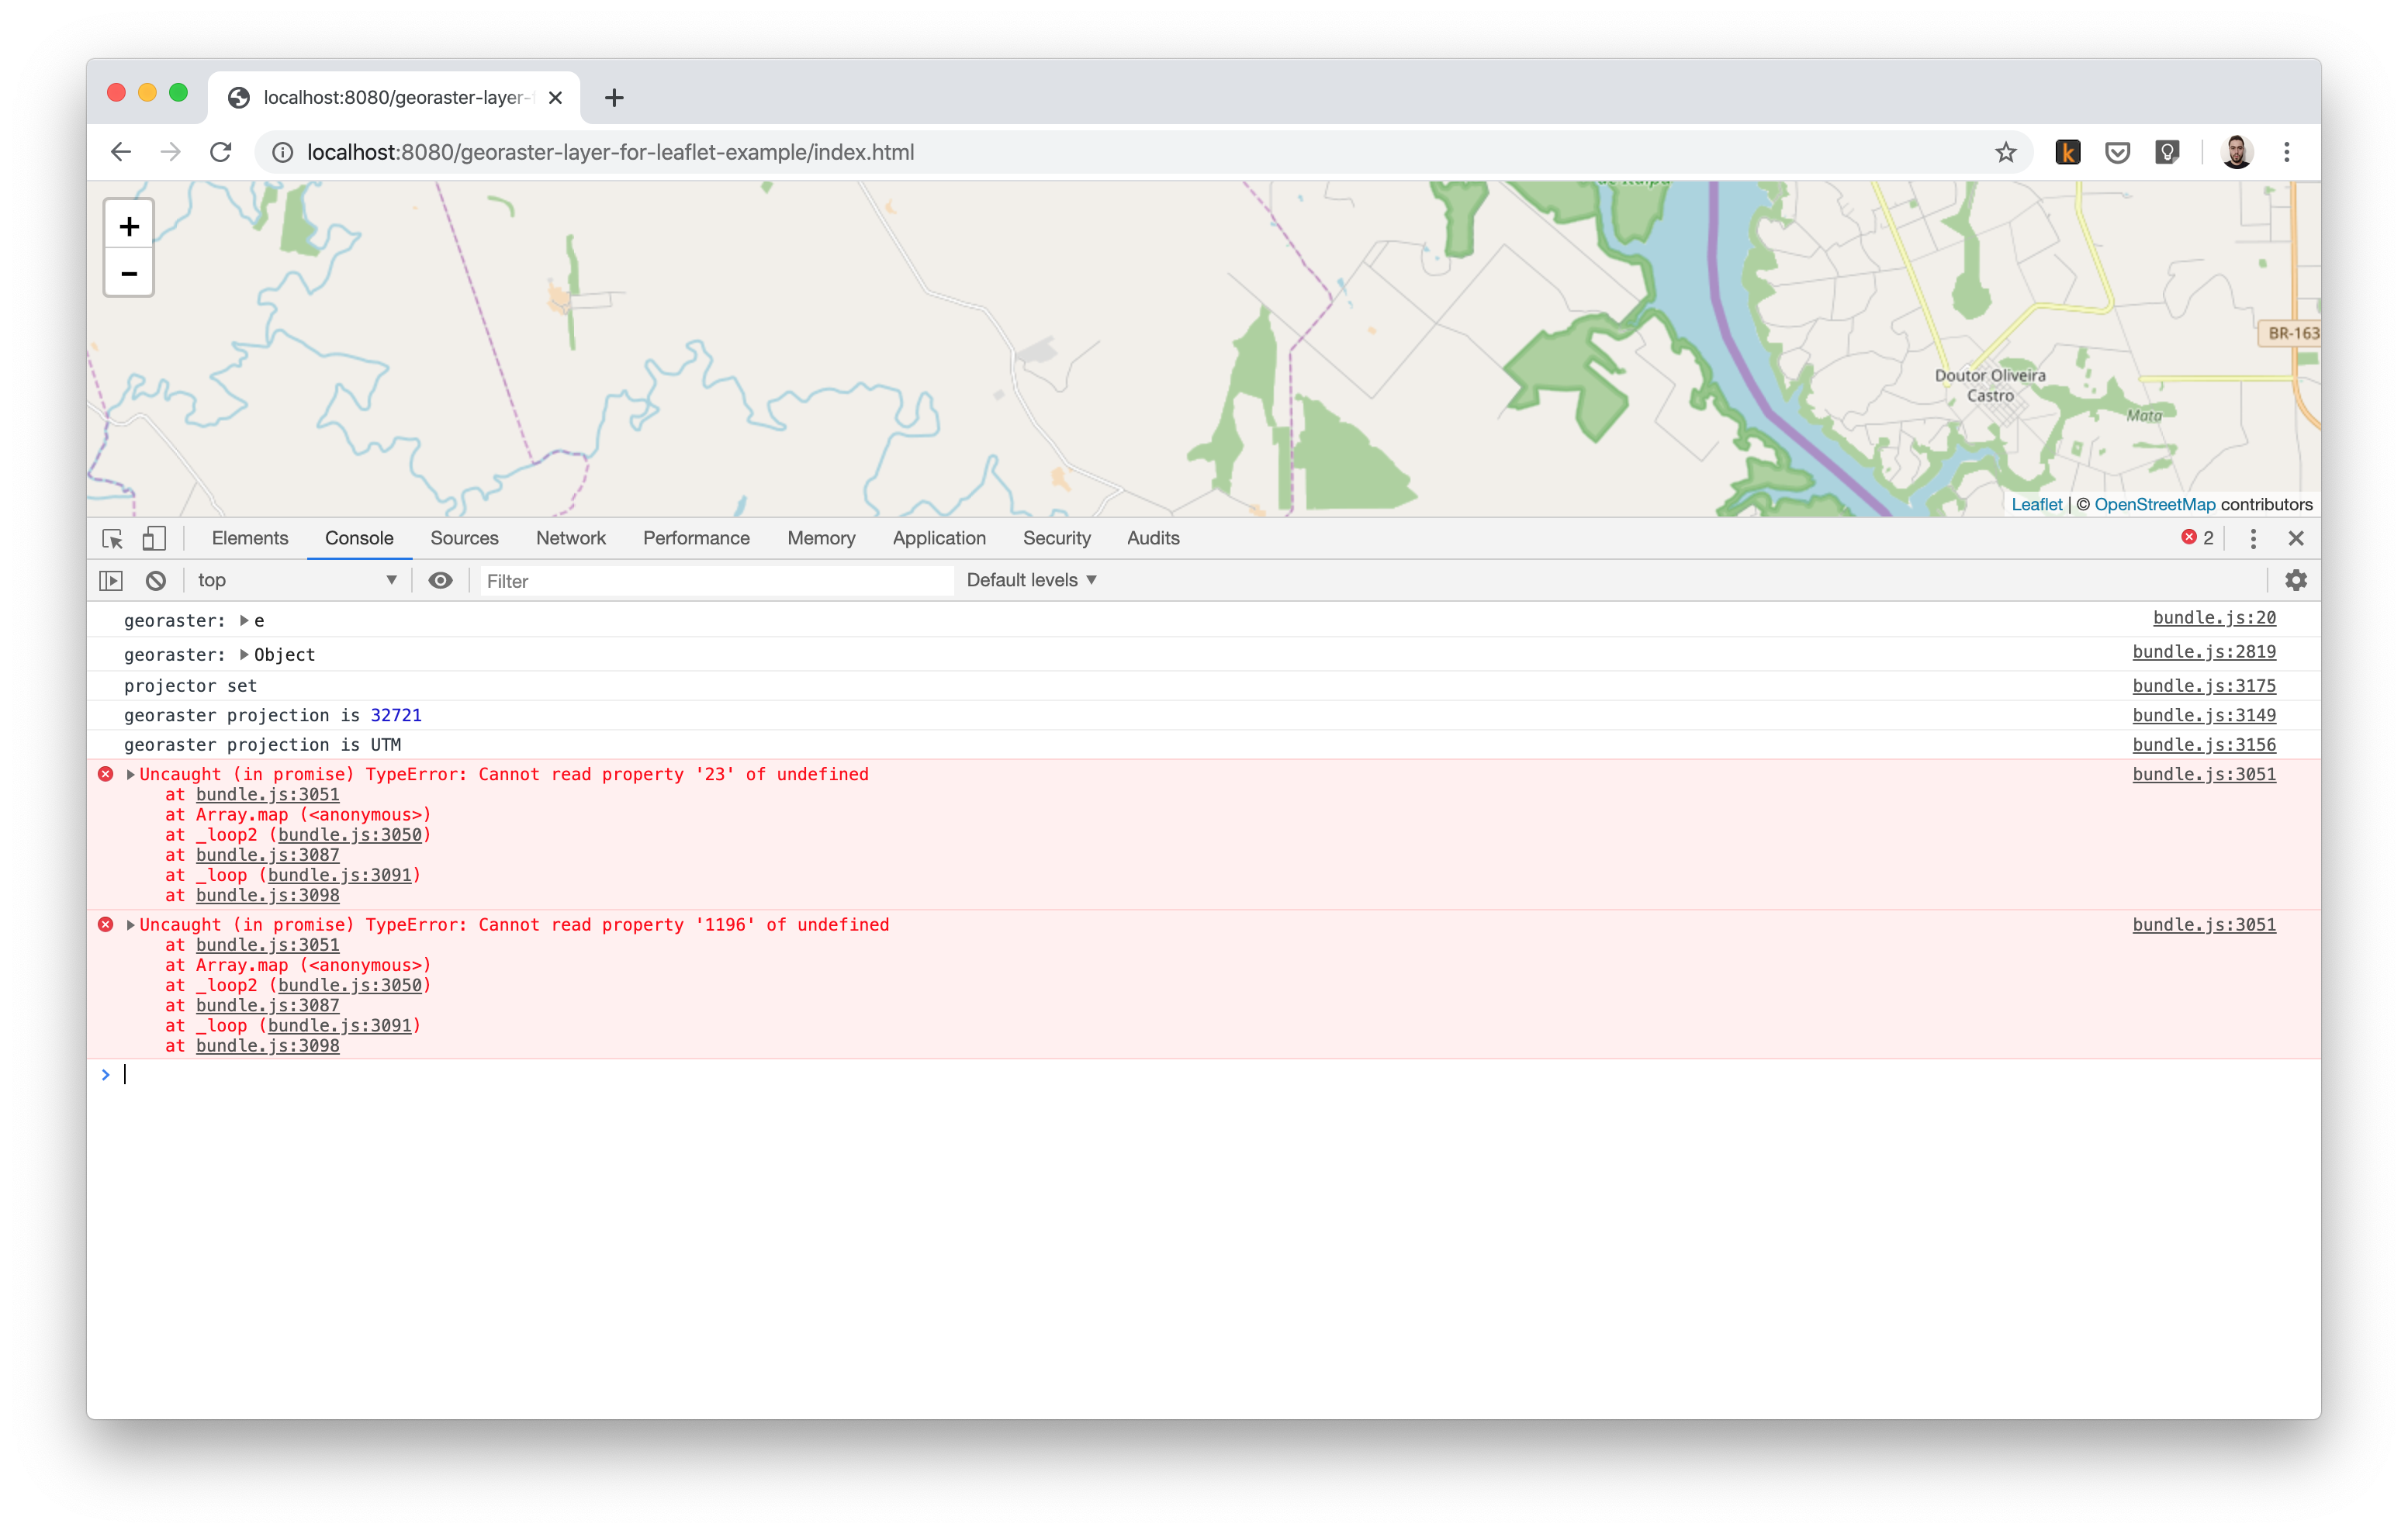 localhost:8080/georaster-layer-
localhost:8080/georaster-layer-for-leaflet-example/index.html
+
−
BR-163
Doutor Oliveira
Castro
Mata
Leaflet | © OpenStreetMap contributors
Elements Console Sources Network Performance Memory Application Security Audits 2
top Filter Default levels
georaster: e bundle.js:20
georaster: Object bundle.js:2819
projector set bundle.js:3175
georaster projection is 32721 bundle.js:3149
georaster projection is UTM bundle.js:3156
Uncaught (in promise) TypeError: Cannot read property '23' of undefined bundle.js:3051
at bundle.js:3051
at Array.map (<anonymous>)
at _loop2 (bundle.js:3050)
at bundle.js:3087
at _loop (bundle.js:3091)
at bundle.js:3098
Uncaught (in promise) TypeError: Cannot read property '1196' of undefined bundle.js:3051
at bundle.js:3051
at Array.map (<anonymous>)
at _loop2 (bundle.js:3050)
at bundle.js:3087
at _loop (bundle.js:3091)
at bundle.js:3098